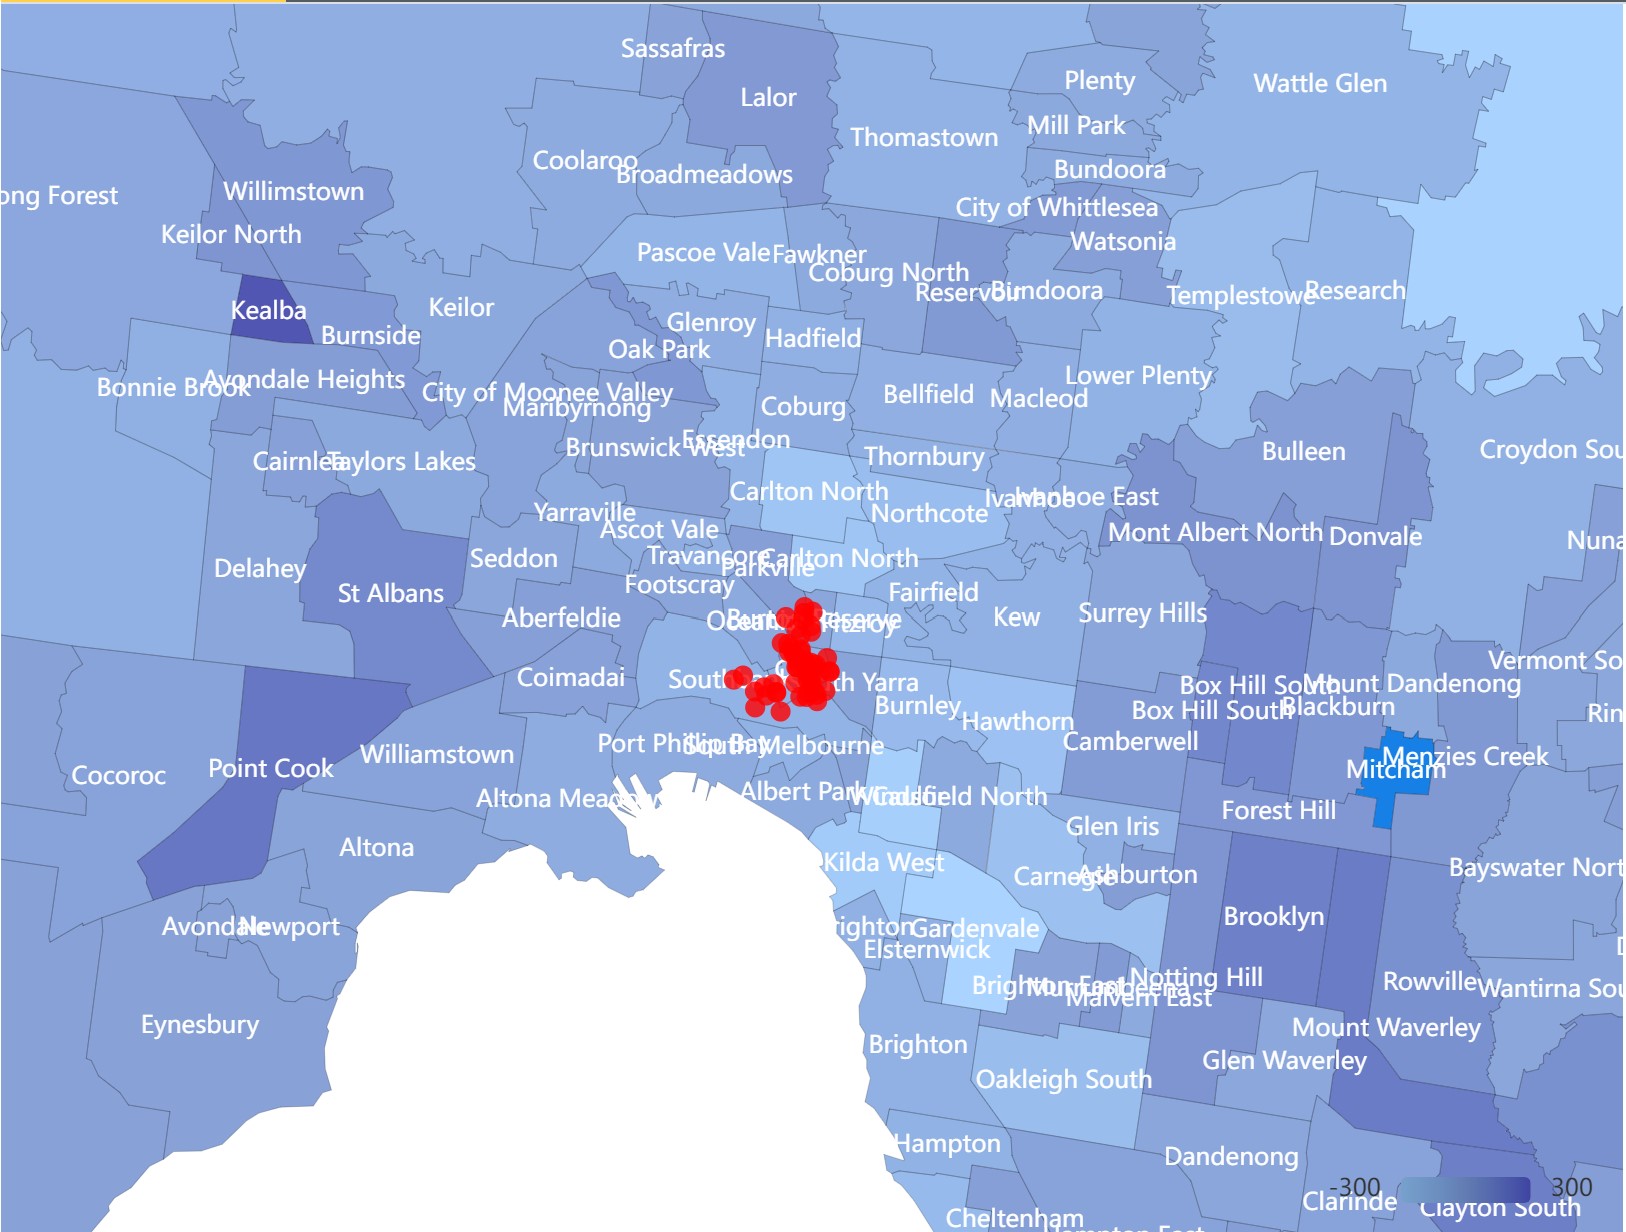 Sassafras
Plenty
Wattle Glen
Lalor
Mill Park
Thomastown
Coolaroo
Broadmeadows
Bundoora
ong Forest
Willimstown
City of Whittlesea
Keilor North
Watsonia
Pascoe Vale
Fawkner
Coburg North
Reservoir
Bundoora
Templestowe
Research
Kealba
Keilor
Burnside
Glenroy
Hadfield
Oak Park
Bonnie Brook
Avondale Heights
City of Moonee Valley
Maribyrnong
Coburg
Bellfield
Macleod
Lower Plenty
Brunswick West
Essendon
Thornbury
Bulleen
Croydon Sou
Cairnlea
Taylors Lakes
Carlton North
Northcote
Ivanhoe
Ivanhoe East
Yarraville
Ascot Vale
Mont Albert North
Donvale
Nuna
Delahey
Seddon
Travancore
Carlton North
Parkville
St Albans
Footscray
Fairfield
Aberfeldie
Reserve
Fitzroy
Kew
Surrey Hills
Vermont So
Coimadai
th Yarra
Burnley
Box Hill South
Mount Dandenong
Box Hill South
Blackburn
Rin
Hawthorn
Camberwell
Cocoroc
Point Cook
Williamstown
Port Phillip Bay
South Melbourne
Menzies Creek
Mitcham
Altona Meadows
Albert Park
Windsor
Caulfield North
Forest Hill
Glen Iris
Altona
Kilda West
Carnegie
Ashburton
Bayswater Nort
Brooklyn
Avondale
Newport
righton
Gardenvale
Elsternwick
Brighton East
Murrumbeena
Notting Hill
Malvern East
Rowville
Wantirna Sou
Eynesbury
Brighton
Mount Waverley
Glen Waverley
Oakleigh South
Hampton
Dandenong
-300
300
Clarinde
Clayton South
Cheltenham